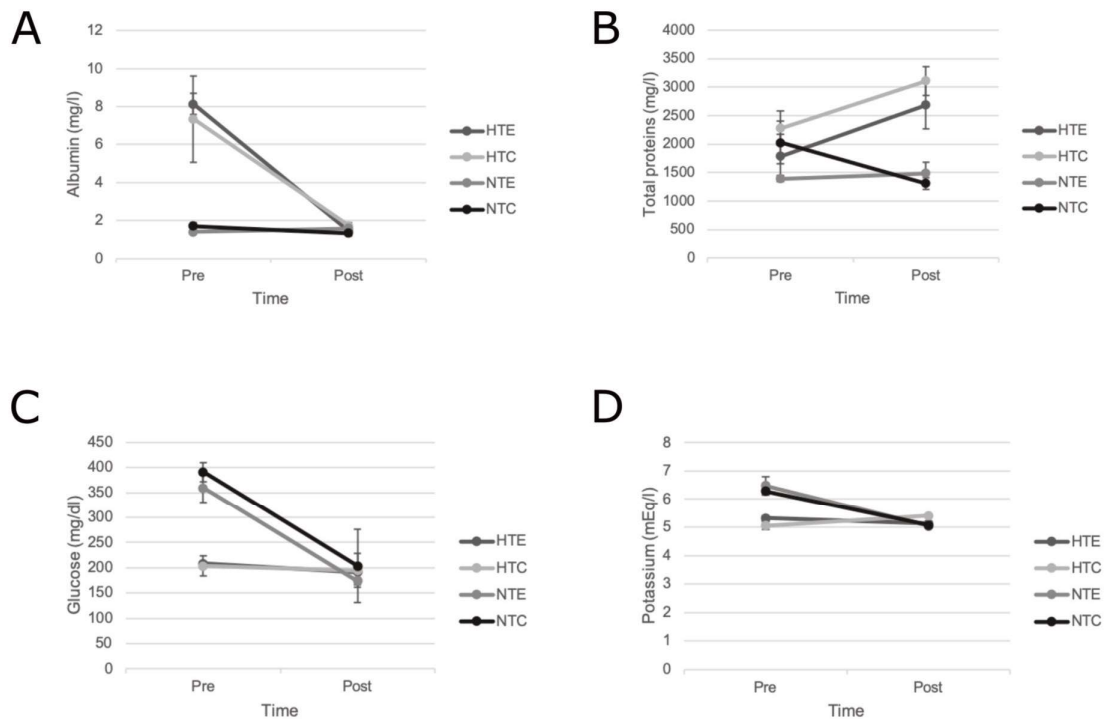 A
Albumin (mg/l)
12
10
8
6
4
2
0
Pre
Post
Time
HTE
HTC
NTE
NTC
B
Total proteins (mg/l)
4000
3500
3000
2500
2000
1500
1000
500
0
Pre
Post
Time
HTE
HTC
NTE
NTC
C
Glucose (mg/dl)
450
400
350
300
250
200
150
100
50
0
Pre
Post
Time
HTE
HTC
NTE
NTC
D
Potassium (mEq/l)
8
7
6
5
4
3
2
1
0
Pre
Post
Time
HTE
HTC
NTE
NTC